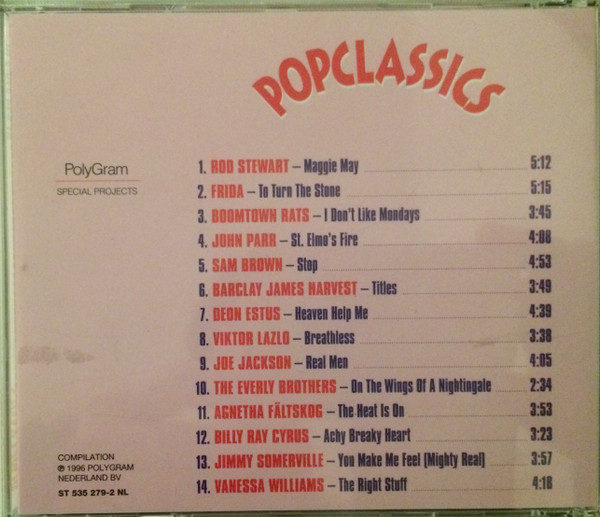 POPCLASSICS
PolyGram
SPECIAL PROJECTS
1. ROD STEWART – Maggie May 5:12
2. FRIDA – To Turn The Stone 5:15
3. BOOMTOWN RATS – I Don't Like Mondays 3:45
4. JOHN PARR – St. Elmo's Fire 4:08
5. SAM BROWN – Stop 4:53
6. BARCLAY JAMES HARVEST – Titles 3:49
7. DEON ESTUS – Heaven Help Me 4:39
8. VIKTOR LAZLO – Breathless 3:38
9. JOE JACKSON – Real Men 4:05
10. THE EVERLY BROTHERS – On The Wings Of A Nightingale 2:34
11. AGNETHA FÄLTSKOG – The Heat Is On 3:53
12. BILLY RAY CYRUS – Achy Breaky Heart 3:23
13. JIMMY SOMERVILLE – You Make Me Feel (Mighty Real) 3:57
14. VANESSA WILLIAMS – The Right Stuff 4:18
COMPILATION
℗ 1996 POLYGRAM
NEDERLAND BV
ST 535 279-2 NL